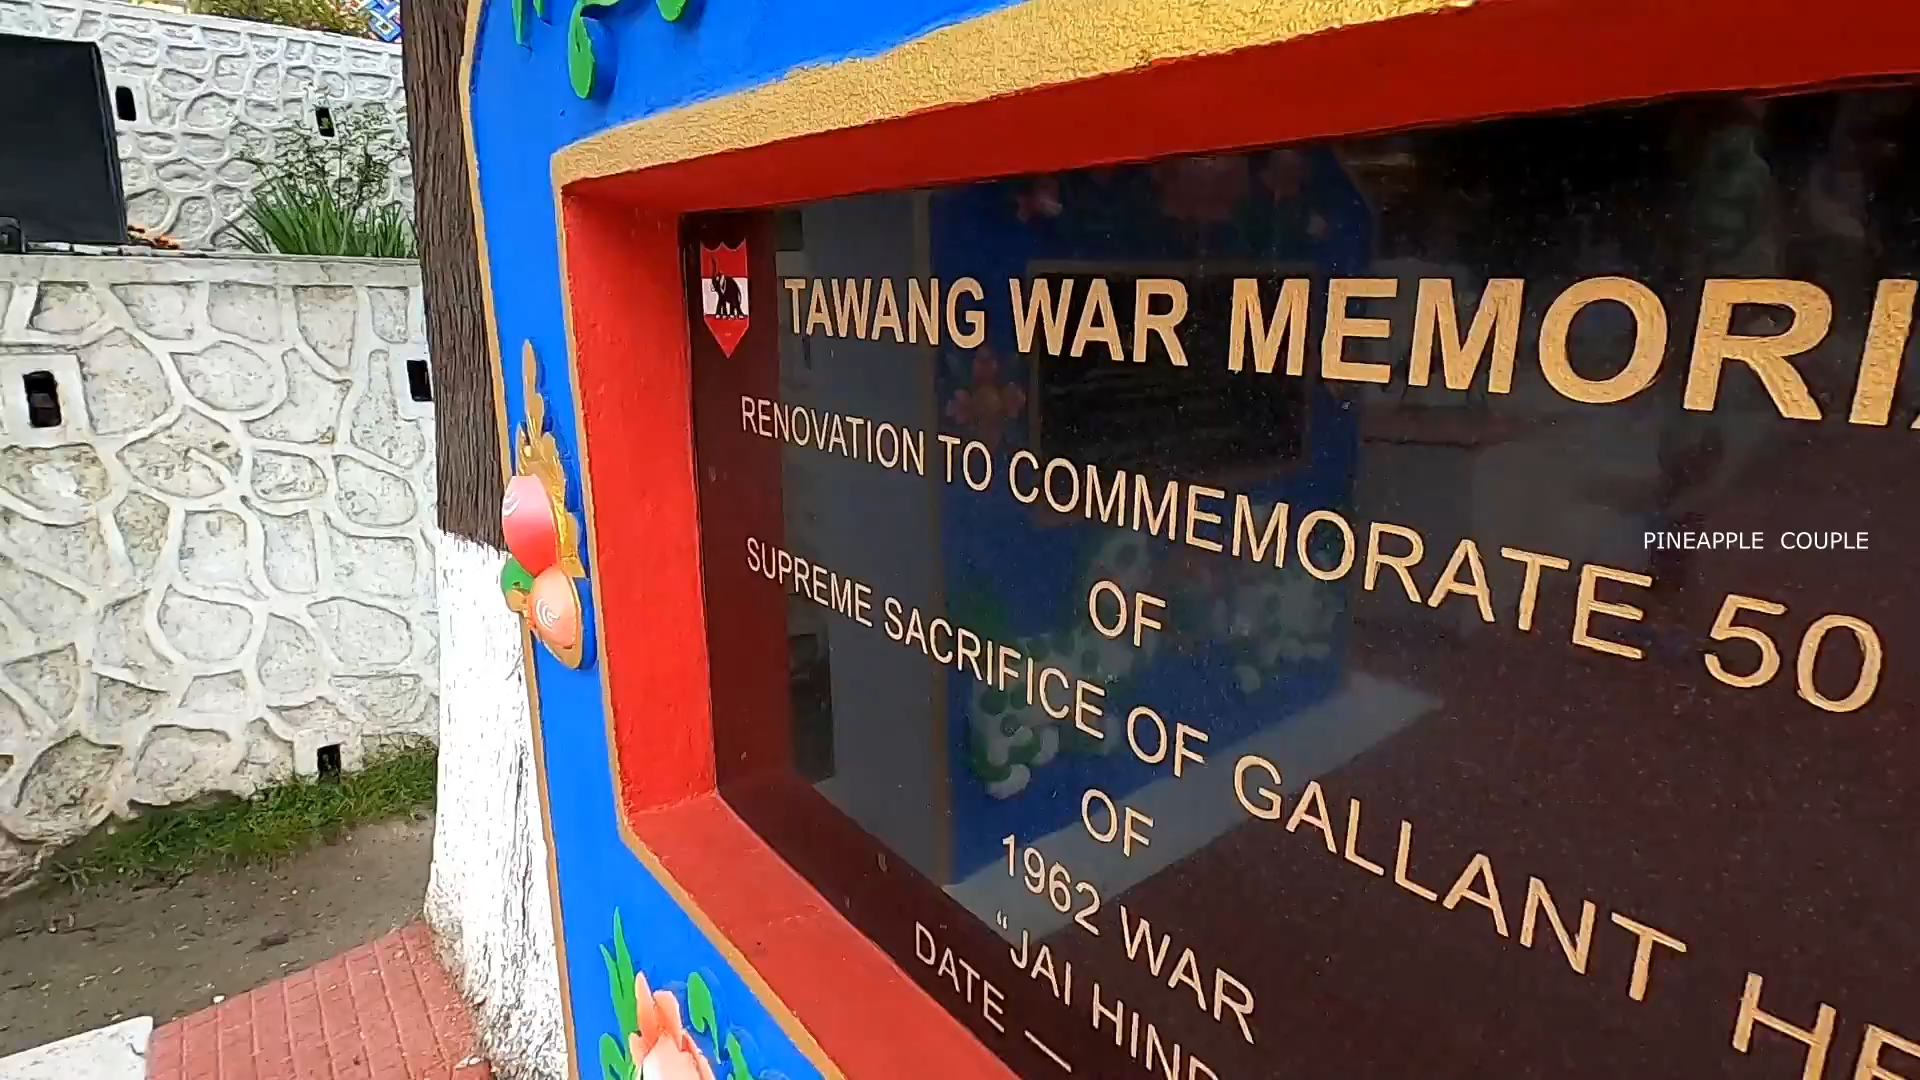 TAWANG WAR MEMORI
RENOVATION TO COMMEMORATE 50
OF
SUPREME SACRIFICE OF GALLANT HE
OF
1962 WAR
"JAI HIND
DATE —
PINEAPPLE COUPLE